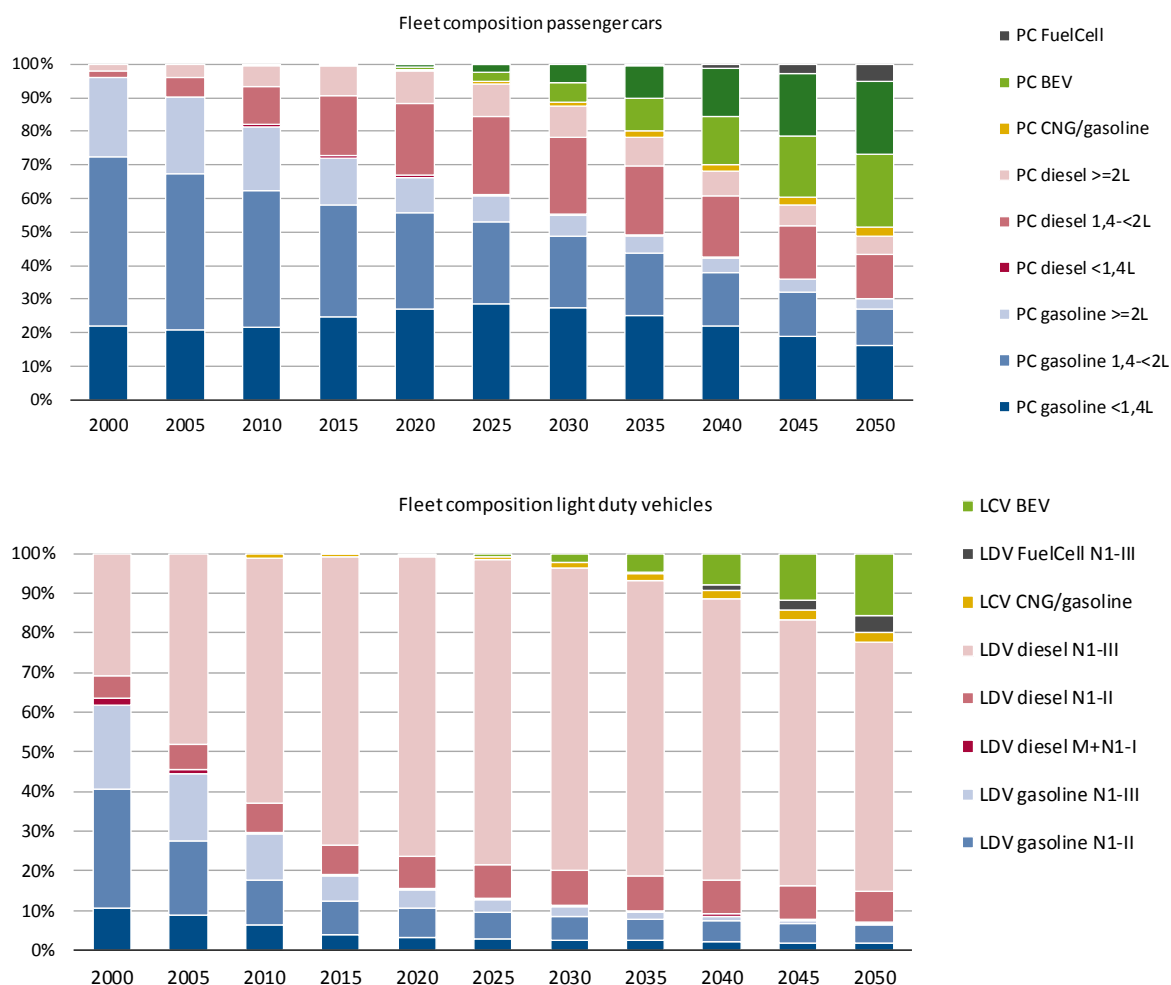 Fleet composition passenger cars
100%
90%
80%
70%
60%
50%
40%
30%
20%
10%
0%
2000 2005 2010 2015 2020 2025 2030 2035 2040 2045 2050
PC FuelCell
PC BEV
PC CNG/gasoline
PC diesel >=2L
PC diesel 1,4-<2L
PC diesel <1,4L
PC gasoline >=2L
PC gasoline 1,4-<2L
PC gasoline <1,4L
Fleet composition light duty vehicles
100%
90%
80%
70%
60%
50%
40%
30%
20%
10%
0%
2000 2005 2010 2015 2020 2025 2030 2035 2040 2045 2050
LCV BEV
LDV FuelCell N1-III
LCV CNG/gasoline
LDV diesel N1-III
LDV diesel N1-II
LDV diesel M+N1-I
LDV gasoline N1-III
LDV gasoline N1-II